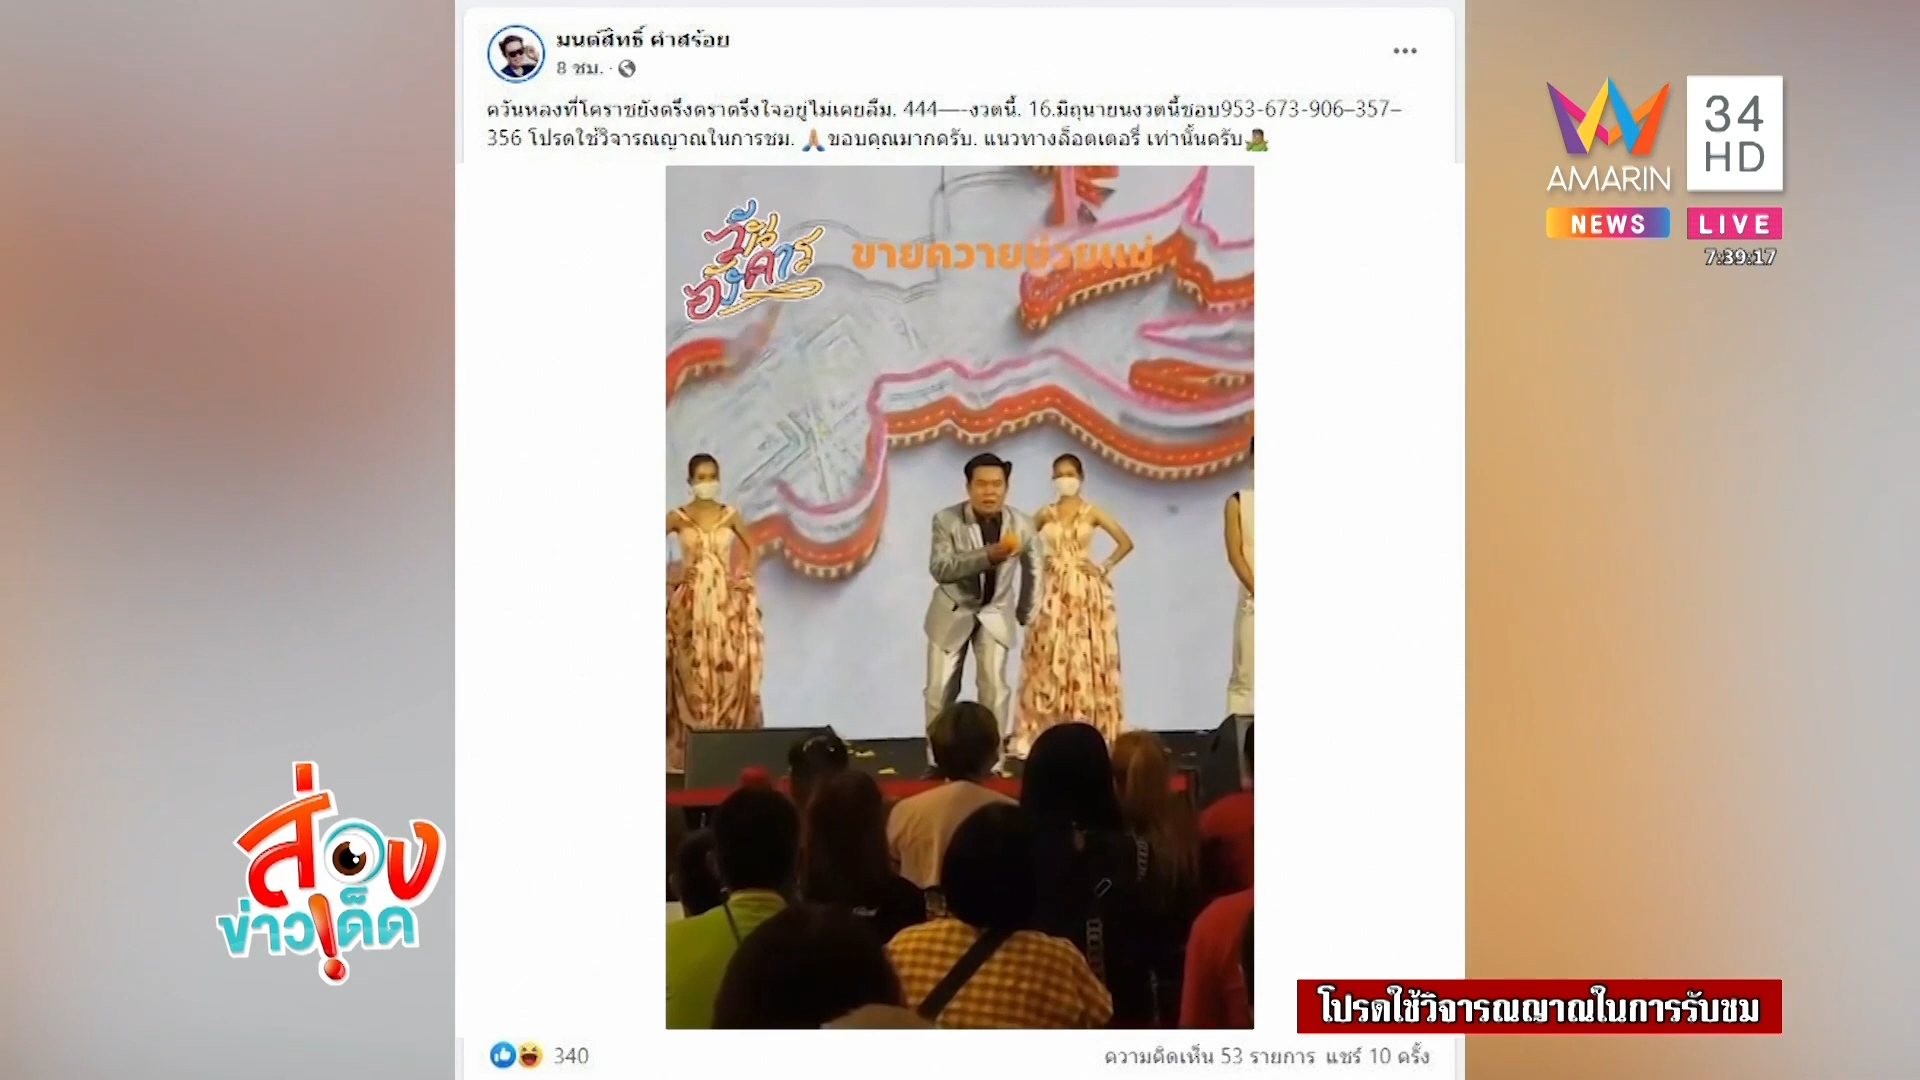 มนต์สิทธิ์ คำสร้อย
8 ชม. ·
ควันหลงที่โคราชยังตรึงตราตรึงใจอยู่ไม่เคยลืม. 444—-งวดนี้. 16.มิถุนายนงวดนี้ชอบ953-673-906–357–
356 โปรดใช้วิจารณญาณในการชม. 🙏ขอบคุณมากครับ. แนวทางล็อตเตอรี่ เท่านั้นครับ
AMARIN
34
HD
NEWS
LIVE
7:39:17
วัน
อังคาร
ขายควายช่วยแม่
ส่อง
ข่าวเด็ด
โปรดใช้วิจารณญาณในการรับชม
340
ความคิดเห็น 53 รายการ แชร์ 10 ครั้ง